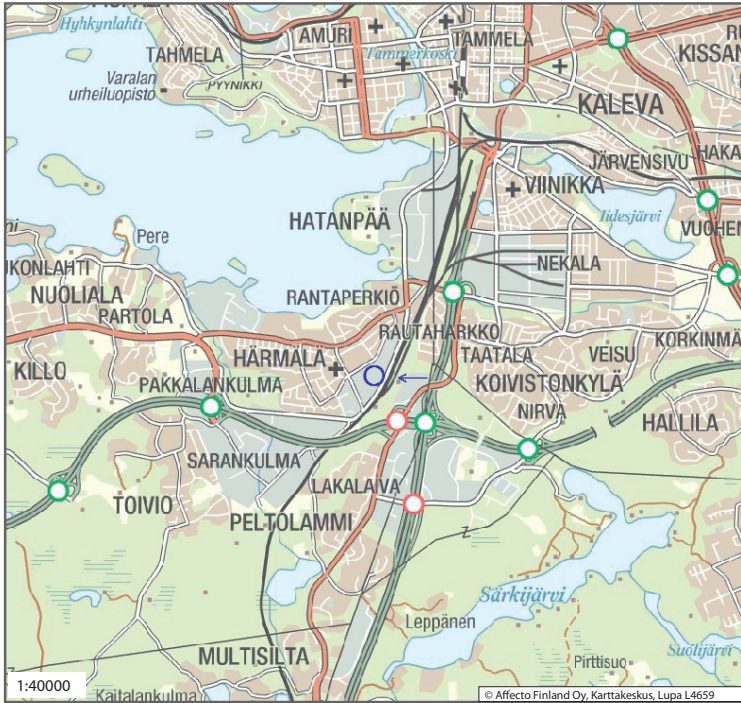 Hyhkynlahti
TAHMELA
AMURI
TAMMELA
Tammerkoski
PYYNIKKI
Varalan
urheiluopisto
KISSAN
KALEVA
JÄRVENSIVU
HAKA
VIINIKKA
HATANPÄÄ
Iidesjärvi
VUOHEN
Pere
NEKALA
UKONLAHTI
NUOLIALA
RANTAPERKIÖ
PARTOLA
RAUTAHARKKO
KORKINMÄ
HÄRMÄLÄ
TAATALA
VEISU
KILLO
PAKKALANKULMA
KOIVISTONKYLÄ
NIRVA
HALLILA
SARANKULMA
LAKALAIVA
TOIVIO
PELTOLAMMI
Särkijärvi
Leppänen
Suolijärvi
MULTISILTA
Pirttisuo
1:40000
Kaitalankulma
© Affecto Finland Oy, Karttakeskus, Lupa L4659